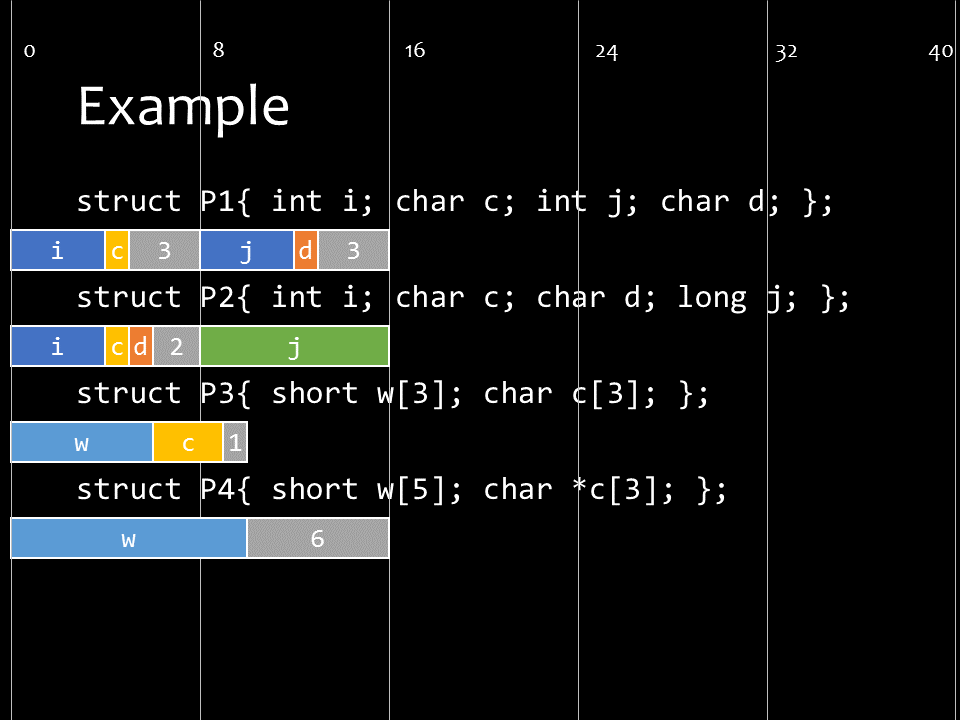 0 8 16 24 32 40
Example
struct P1{ int i; char c; int j; char d; };
i c 3 j d 3
struct P2{ int i; char c; char d; long j; };
i c d 2 j
struct P3{ short w[3]; char c[3]; };
w c 1
struct P4{ short w[5]; char *c[3]; };
w 6